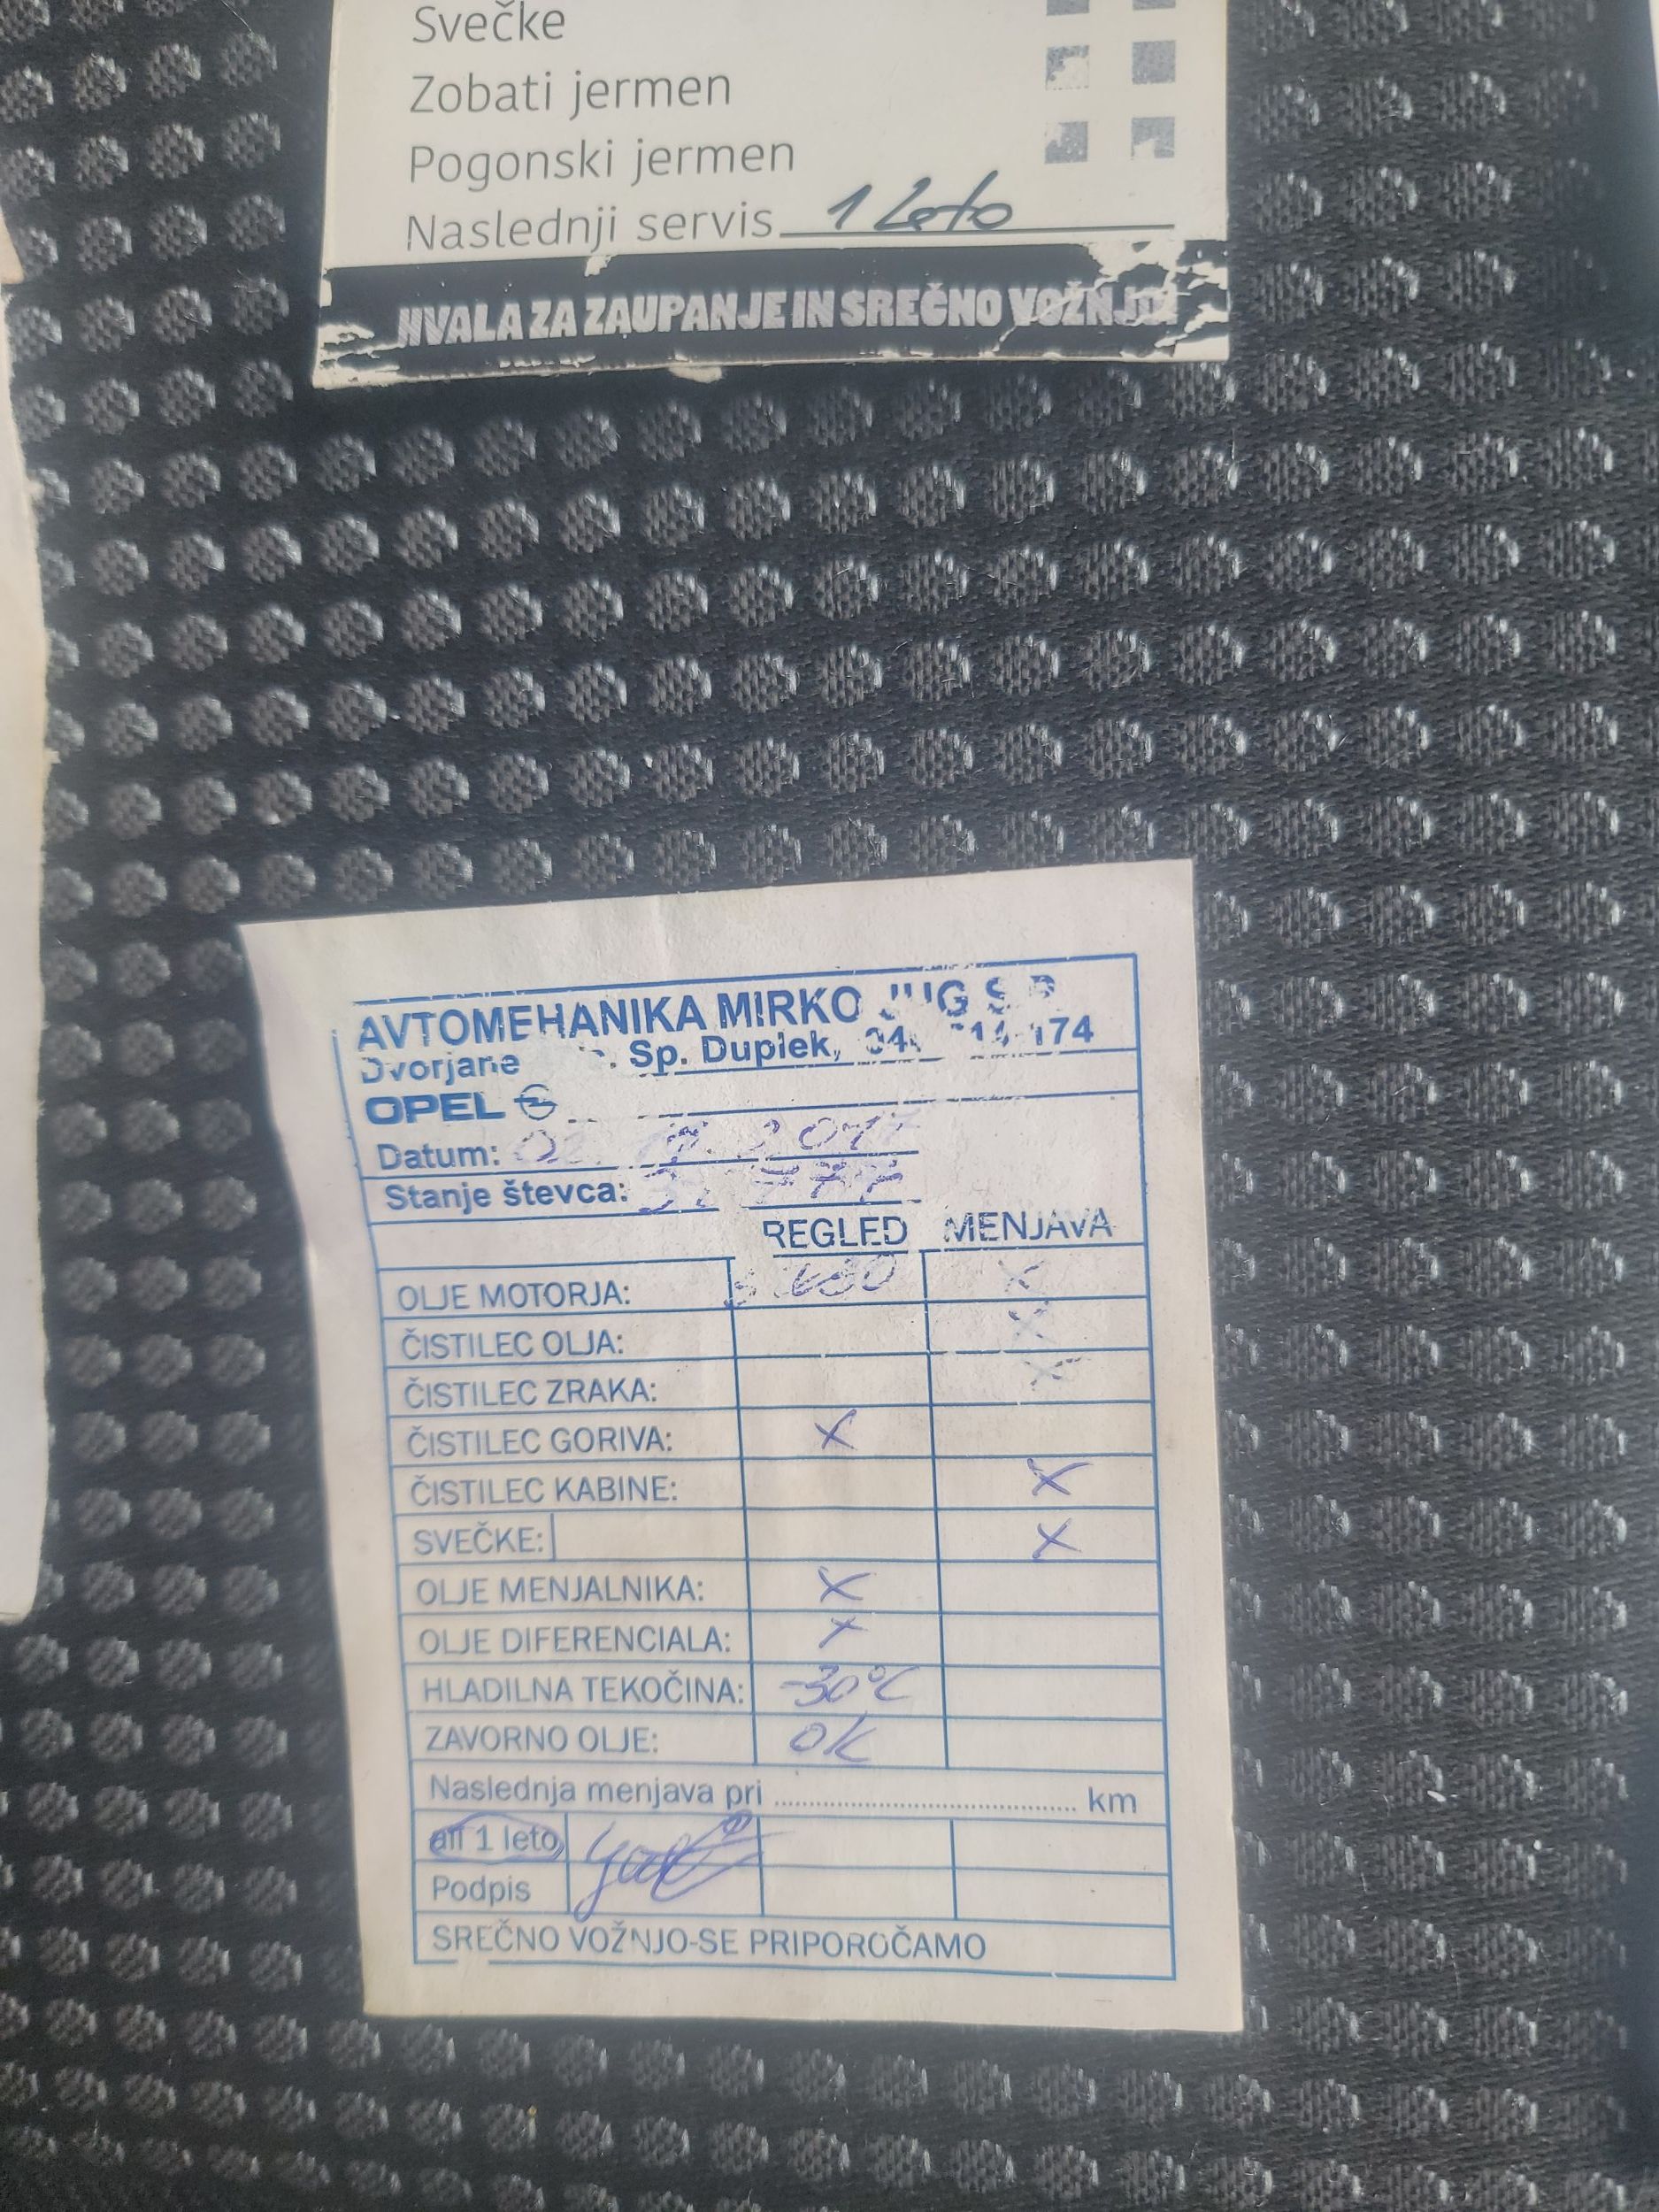 Svečke
Zobati jermen
Pogonski jermen
Naslednji servis 1 Leto
HVALA ZA ZAUPANJE IN SREČNO VOŽNJO!
AVTOMEHANIKA MIRKO JUG S.P.
Dvorjane Sp. Duplek,
OPEL
Datum:
Stanje števca:
PREGLED MENJAVA
OLJE MOTORJA: X
ČISTILEC OLJA: X
ČISTILEC ZRAKA: X
ČISTILEC GORIVA: X
ČISTILEC KABINE: X
SVEČKE: X
OLJE MENJALNIKA: X
OLJE DIFERENCIALA: X
HLADILNA TEKOČINA: -30°C
ZAVORNO OLJE: OK
Naslednja menjava pri ........................................ km
ali 1 leto
Podpis
SREČNO VOŽNJO-SE PRIPOROČAMO